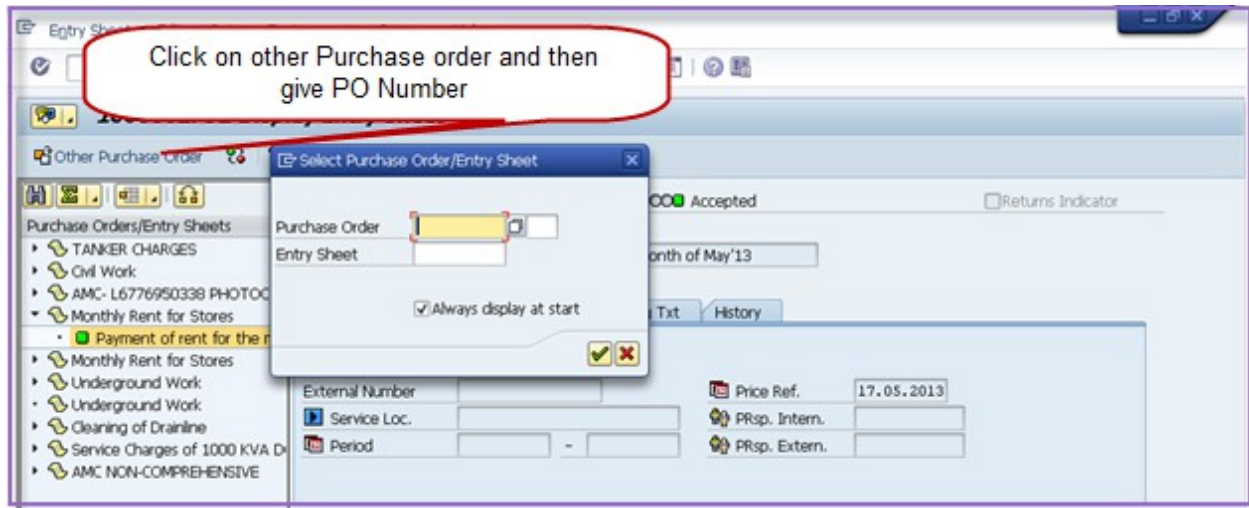 Click on other Purchase order and then
give PO Number
Other Purchase Order
Select Purchase Order/Entry Sheet
Accepted
Returns Indicator
Purchase Orders/Entry Sheets
Purchase Order
TANKER CHARGES
Entry Sheet
onth of May'13
Civil Work
AMC- L6776950338 PHOTOC
Always display at start
Txt
History
Monthly Rent for Stores
Payment of rent for the
Monthly Rent for Stores
Underground Work
External Number
Price Ref.
17.05.2013
Underground Work
Service Loc.
PRsp. Intern.
Cleaning of Drainline
Period
-
PRsp. Extern.
Service Charges of 1000 KVA D
AMC NON-COMPREHENSIVE